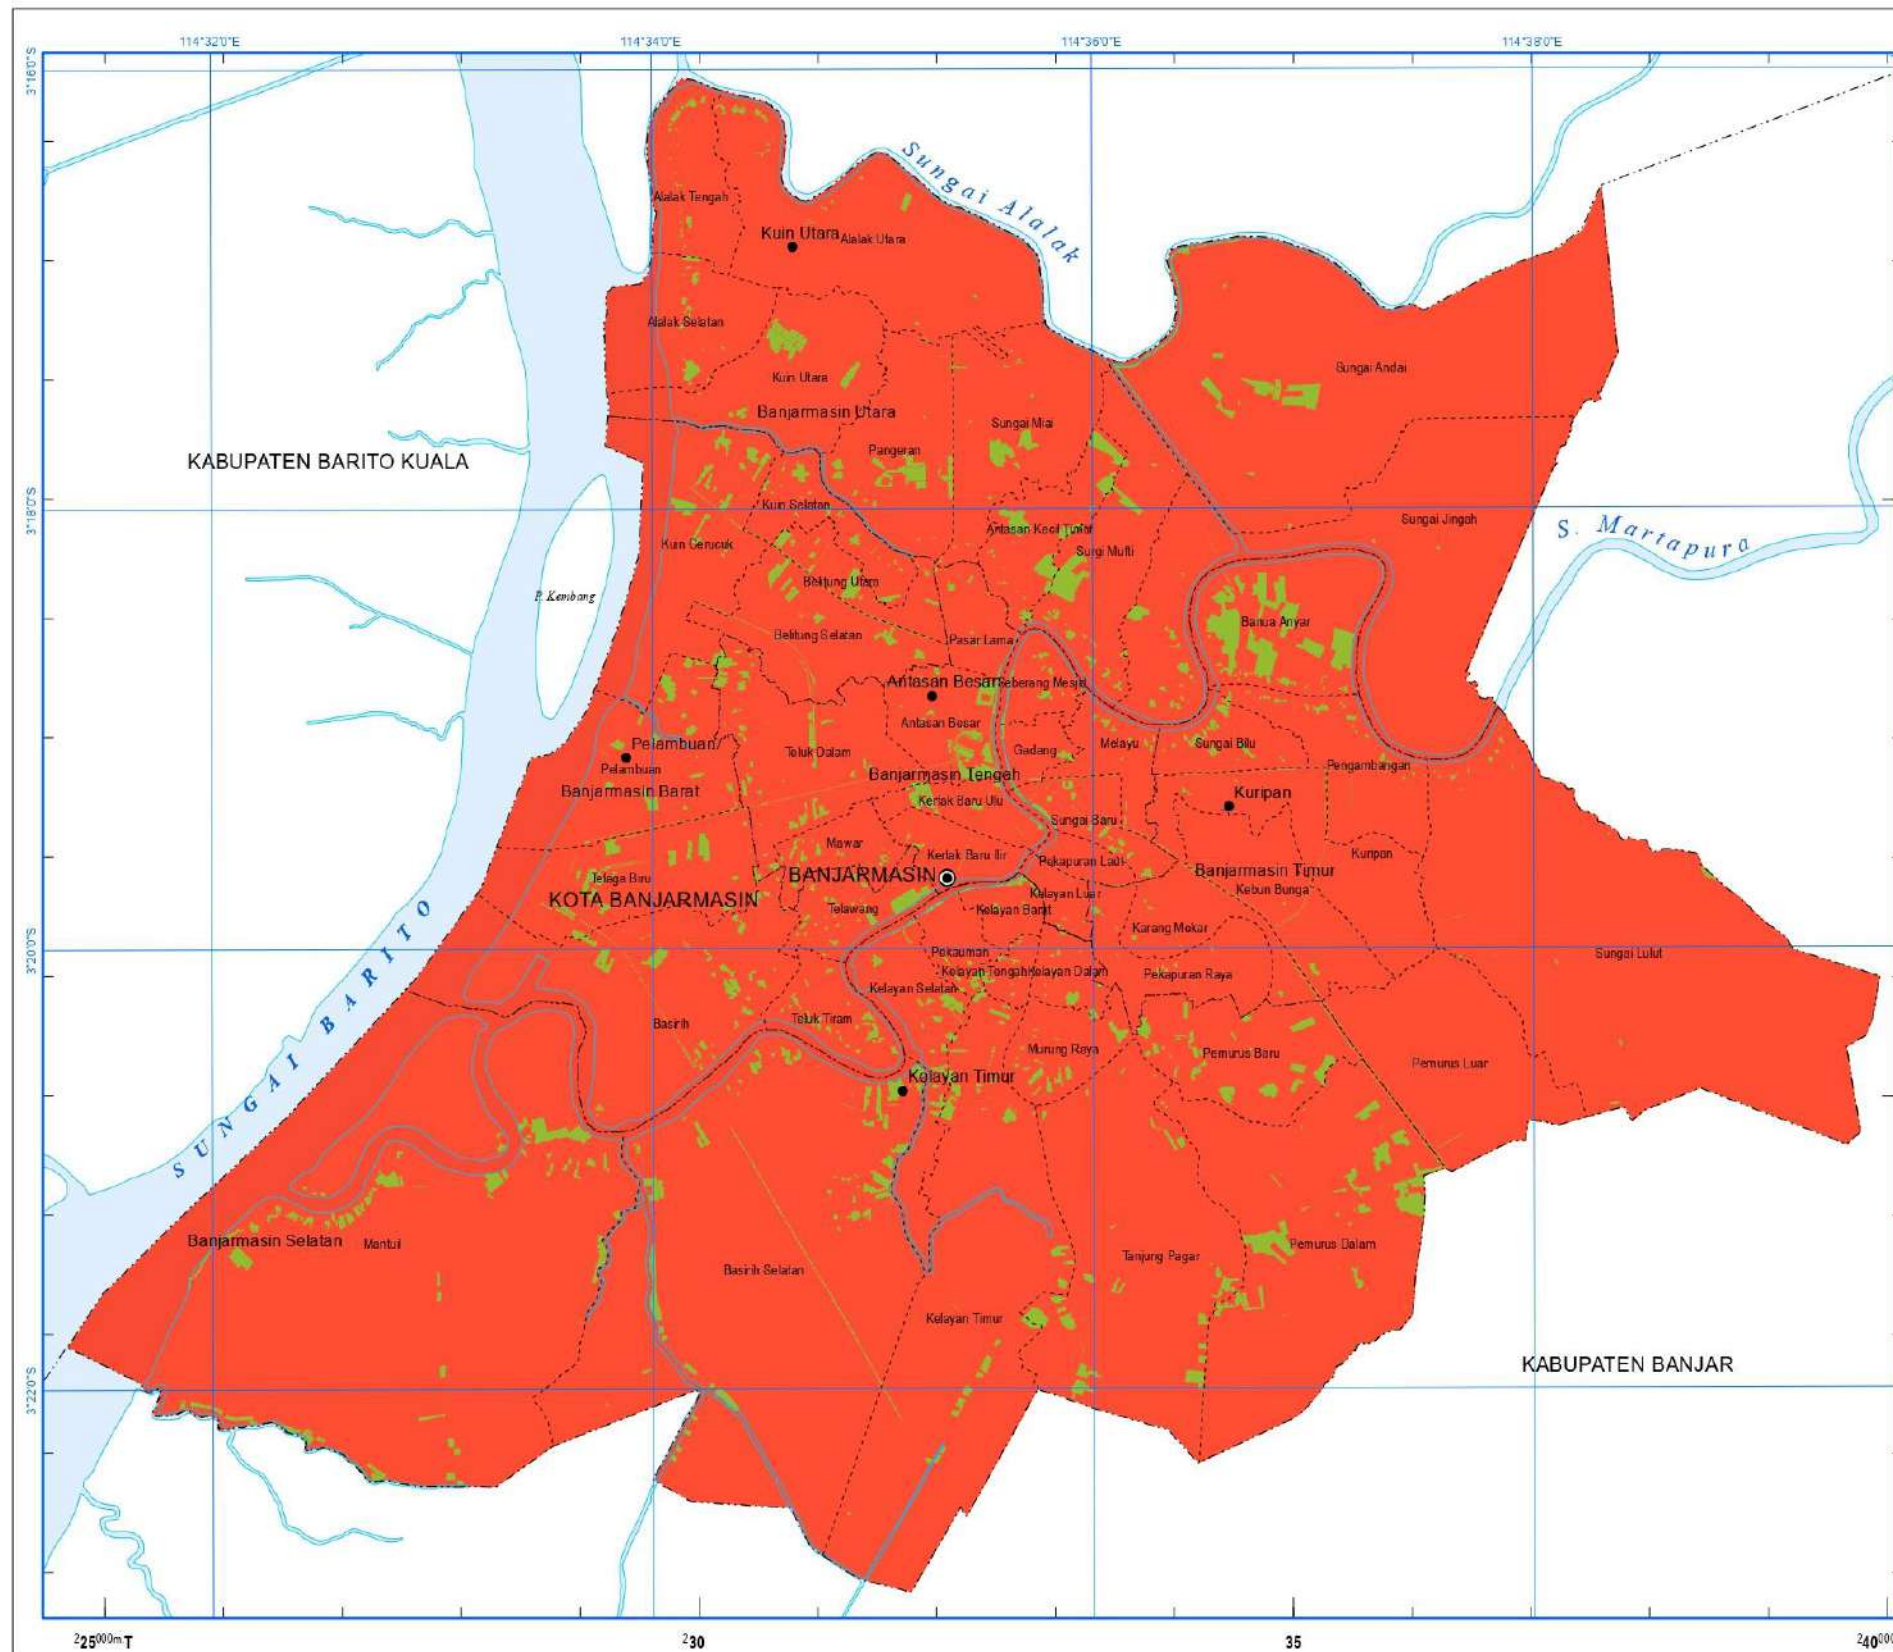 114°32'0"E
114°34'0"E
114°36'0"E
114°38'0"E
3°16'0"S
Sungai Alalak
Alalak Tengah
Kuin Utara
Alalak Utara
Alalak Selatan
Kuin Utara
Sungai Andai
Banjarmasin Utara
Sungai Miai
Pangeran
KABUPATEN BARITO KUALA
3°18'0"S
Kuin Selatan
Sungai Jingah
S. Martapura
Antasan Kecil Timur
Kuin Cerucuk
Surgi Mufti
Belitung Utara
P. Kembang
Banua Anyar
Belitung Selatan
Pasar Lama
Antasan Besar
Seberang Mesjid
Antasan Besar
Pelambuan
Teluk Dalam
Gadang
Melayu
Sungai Bilu
Pelambuan
Pengambangan
Banjarmasin Tengah
Banjarmasin Barat
Kuripan
Kertak Baru Ulu
Sungai Baru
Mawar
Kertak Baru Ilir
Kuripan
Pekapuran Laut
Telaga Biru
BANJARMASIN
Banjarmasin Timur
Kebun Bunga
KOTA BANJARMASIN
Kelayan Luar
Telawang
Kelayan Barat
Karang Mekar
3°20'0"S
Pekauman
Sungai Lulut
Kelayan Tengah
Kelayan Dalam
Pekapuran Raya
Kelayan Selatan
SUNGAI BARITO
Basirih
Teluk Tiram
Murung Raya
Pemurus Baru
Pemurus Luar
Kelayan Timur
Banjarmasin Selatan
Mantuil
Tanjung Pagar
Pemurus Dalam
Basirih Selatan
Kelayan Timur
KABUPATEN BANJAR
3°22'0"S
²25⁰⁰⁰ᵐ·T
²30
35
²40⁰⁰⁰